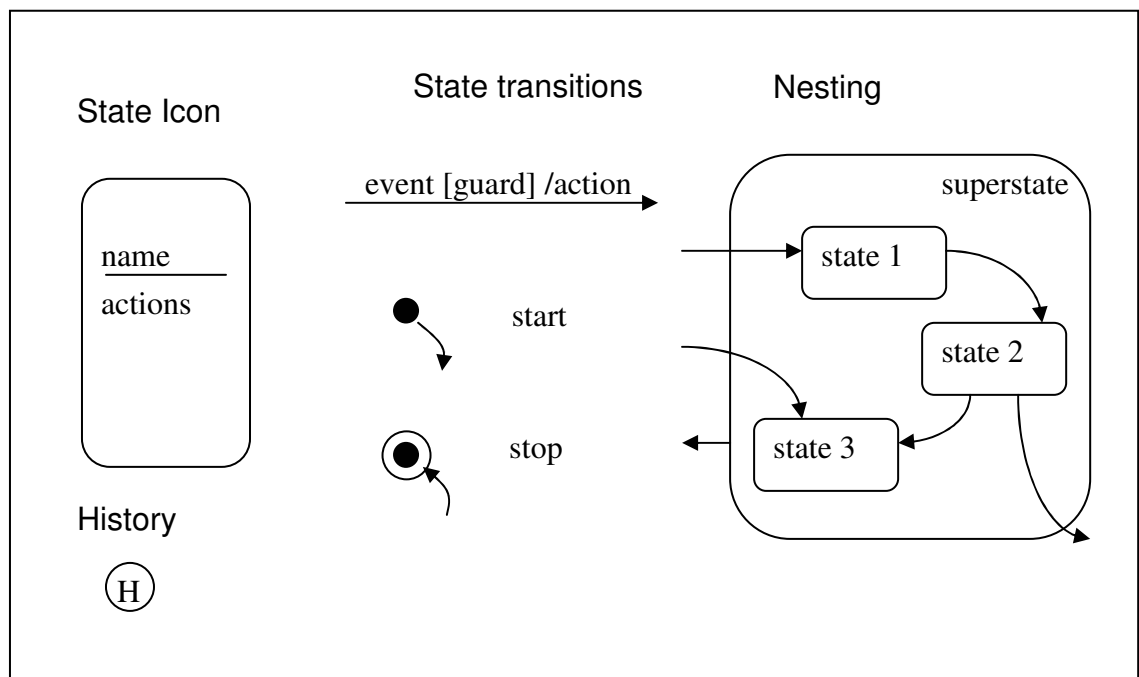 State Icon
name
actions
History
H
State transitions
event [guard] /action
start
stop
Nesting
superstate
state 1
state 2
state 3